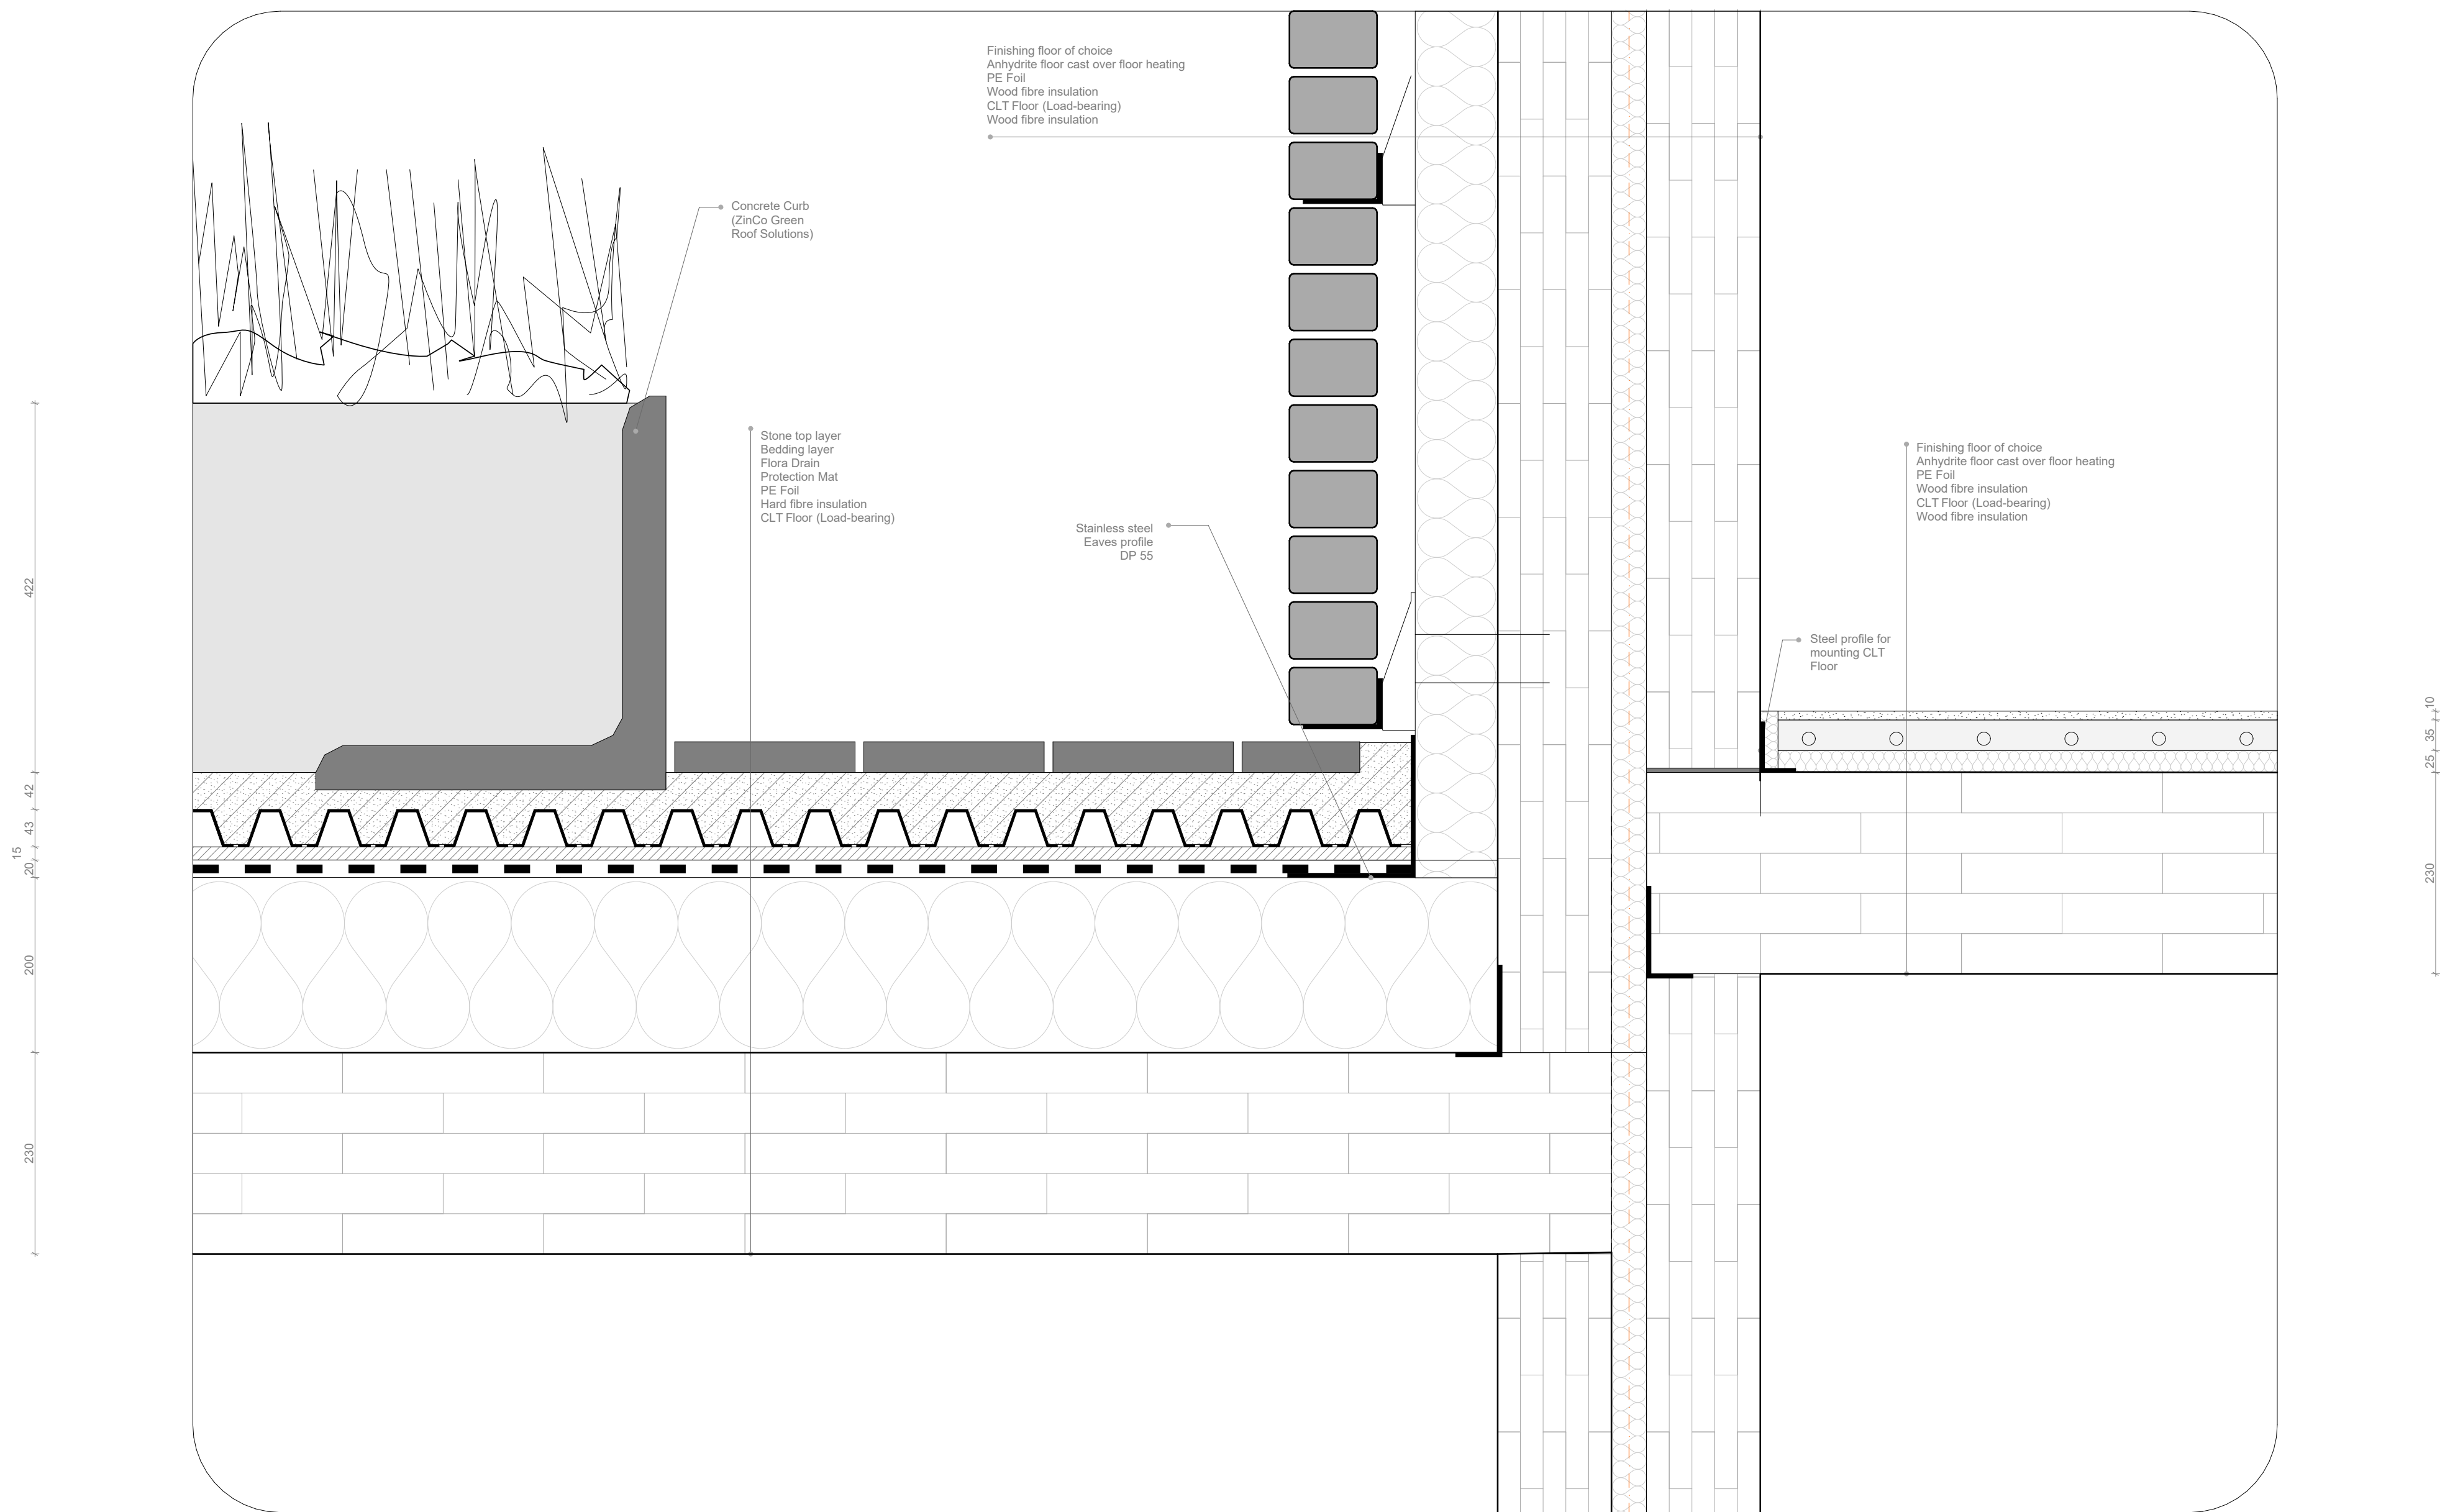 Finishing floor of choice
Anhydrite floor cast over floor heating
PE Foil
Wood fibre insulation
CLT Floor (Load-bearing)
Wood fibre insulation
Concrete Curb
(ZinCo Green
Roof Solutions)
Stone top layer
Bedding layer
Flora Drain
Protection Mat
PE Foil
Hard fibre insulation
CLT Floor (Load-bearing)
Stainless steel
Eaves profile
DP 55
Finishing floor of choice
Anhydrite floor cast over floor heating
PE Foil
Wood fibre insulation
CLT Floor (Load-bearing)
Wood fibre insulation
Steel profile for
mounting CLT
Floor
422
42
43
15
20
200
230
10
35
25
230